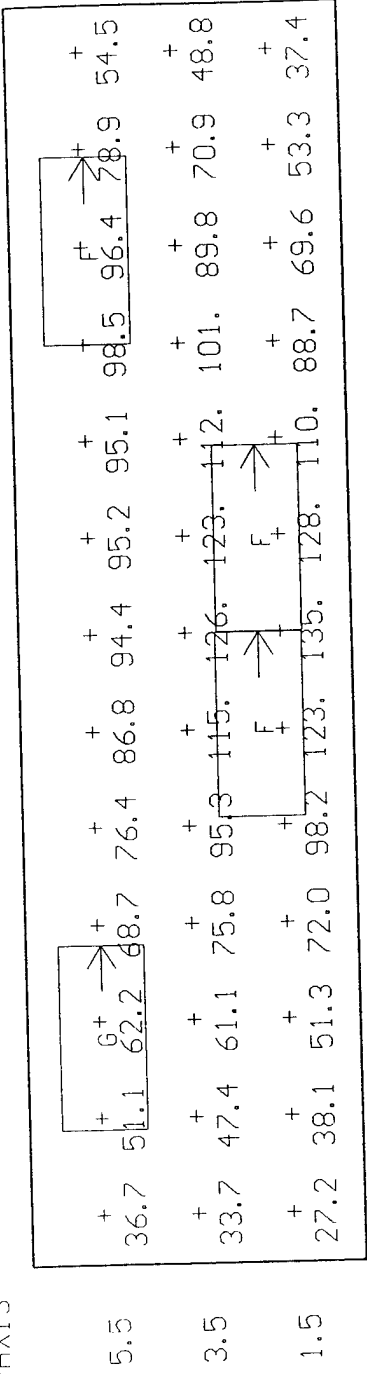 AXIS
G F
5.5 36.7 51.1 62.2 68.7 76.4 86.8 94.4 95.2 95.1 98.5 96.4 78.9 54.5
3.5 33.7 47.4 61.1 75.8 95.3 115. 126. 123. 112. 101. 89.8 70.9 48.8
F F
1.5 27.2 38.1 51.3 72.0 98.2 123. 135. 128. 110. 88.7 69.6 53.3 37.4